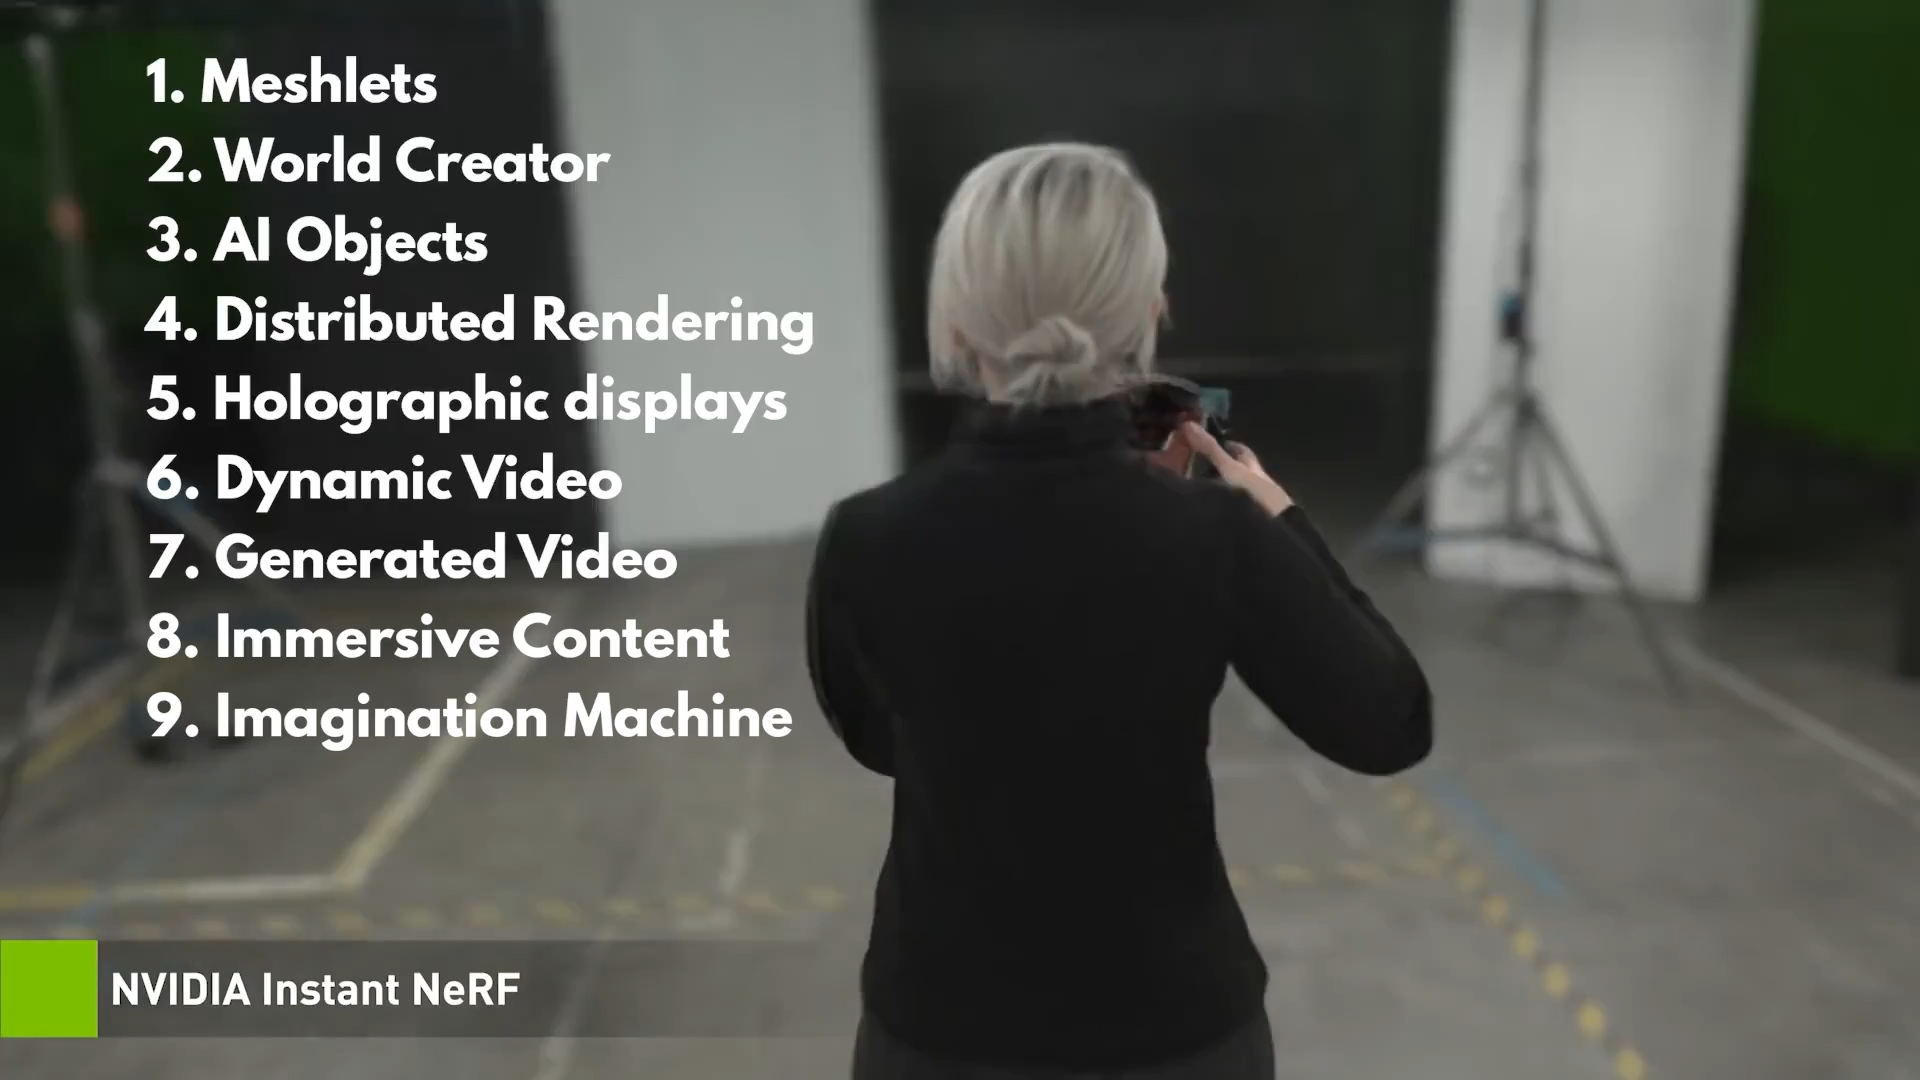 1. Meshlets
2. World Creator
3. AI Objects
4. Distributed Rendering
5. Holographic displays
6. Dynamic Video
7. Generated Video
8. Immersive Content
9. Imagination Machine
NVIDIA Instant NeRF